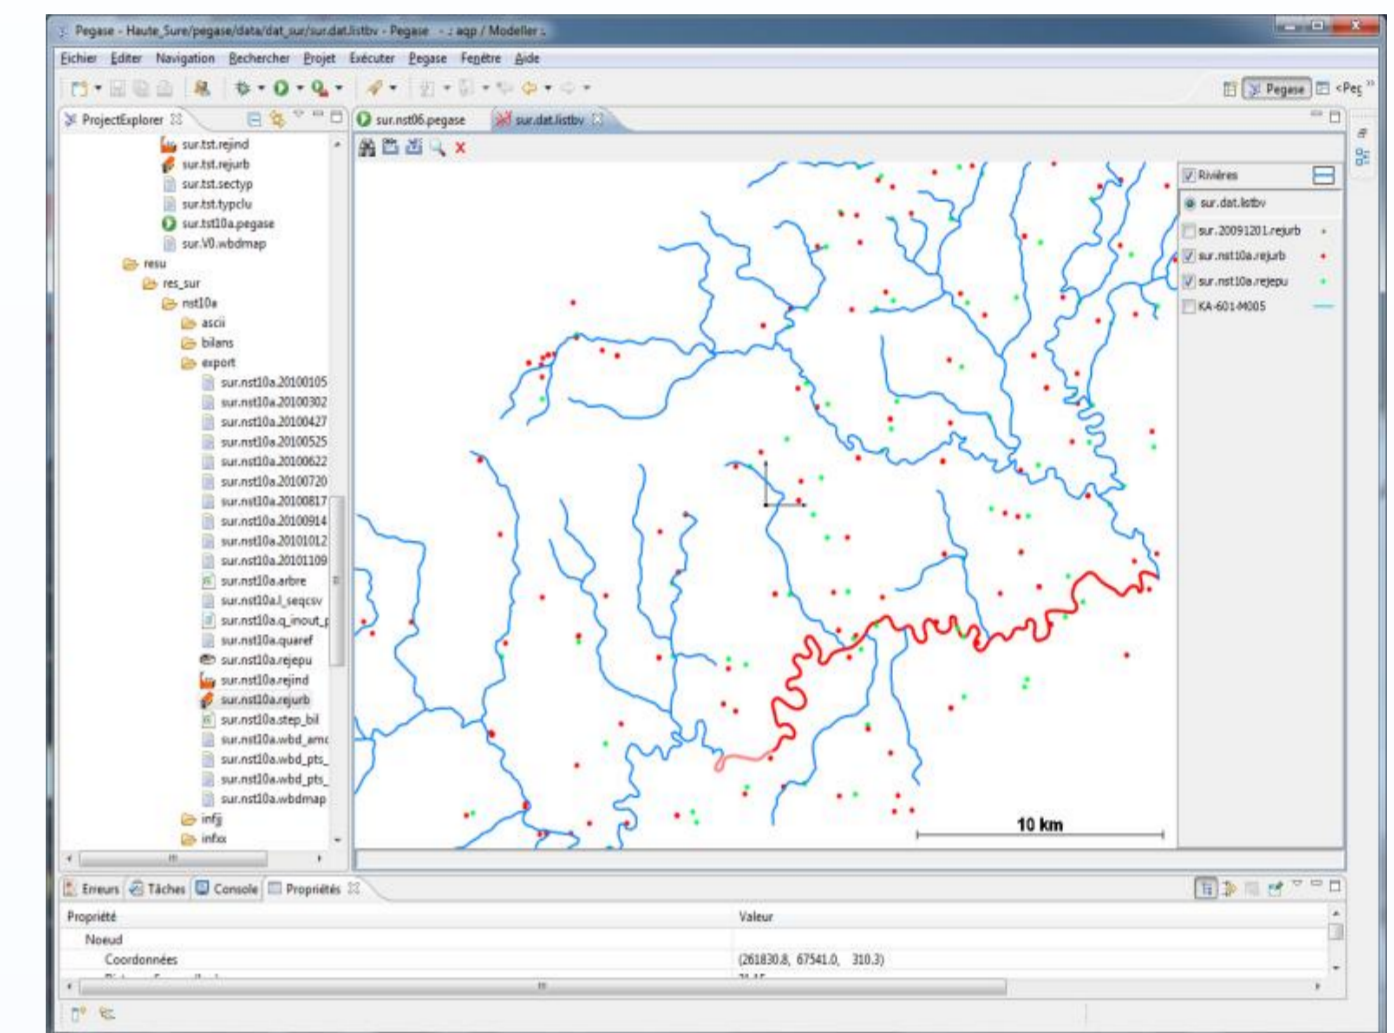 Pegase - Haute_Sure/pegase/data/dat_sur/sur.dat.listbv - Pegase - : aqp / Modeller :.
Fichier Editer Navigation Rechercher Projet Exécuter Pegase Fenêtre Aide
Pegase <Peg
ProjectExplorer
sur.nst06.pegase
sur.dat.listbv
sur.tst.rejind
sur.tst.rejurb
sur.tst.sectyp
sur.tst.typclu
sur.tst10a.pegase
sur.V0.wbdmap
resu
res_sur
nst10a
ascii
bilans
export
sur.nst10a.20100105
sur.nst10a.20100302
sur.nst10a.20100427
sur.nst10a.20100525
sur.nst10a.20100622
sur.nst10a.20100720
sur.nst10a.20100817
sur.nst10a.20100914
sur.nst10a.20101012
sur.nst10a.20101109
sur.nst10a.arbre
sur.nst10a.l_seqcsv
sur.nst10a.q_inout_p
sur.nst10a.quaref
sur.nst10a.rejepu
sur.nst10a.rejind
sur.nst10a.rejurb
sur.nst10a.step_bil
sur.nst10a.wbd_amc
sur.nst10a.wbd_pts_
sur.nst10a.wbd_pts_
sur.nst10a.wbdmap
infjj
infxx
Rivières
sur.dat.listbv
sur.20091201.rejurb
sur.nst10a.rejurb
sur.nst10a.rejepu
KA-601-M005
10 km
Erreurs Tâches Console Propriétés
Propriété Valeur
Noeud
Coordonnées (261830.8, 67541.0, 310.3)